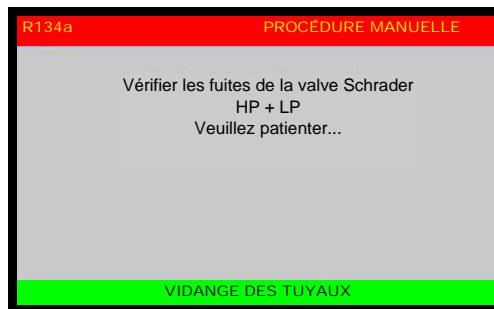 R134a PROCÉDURE MANUELLE
Vérifier les fuites de la valve Schrader
HP + LP
Veuillez patienter...
VIDANGE DES TUYAUX